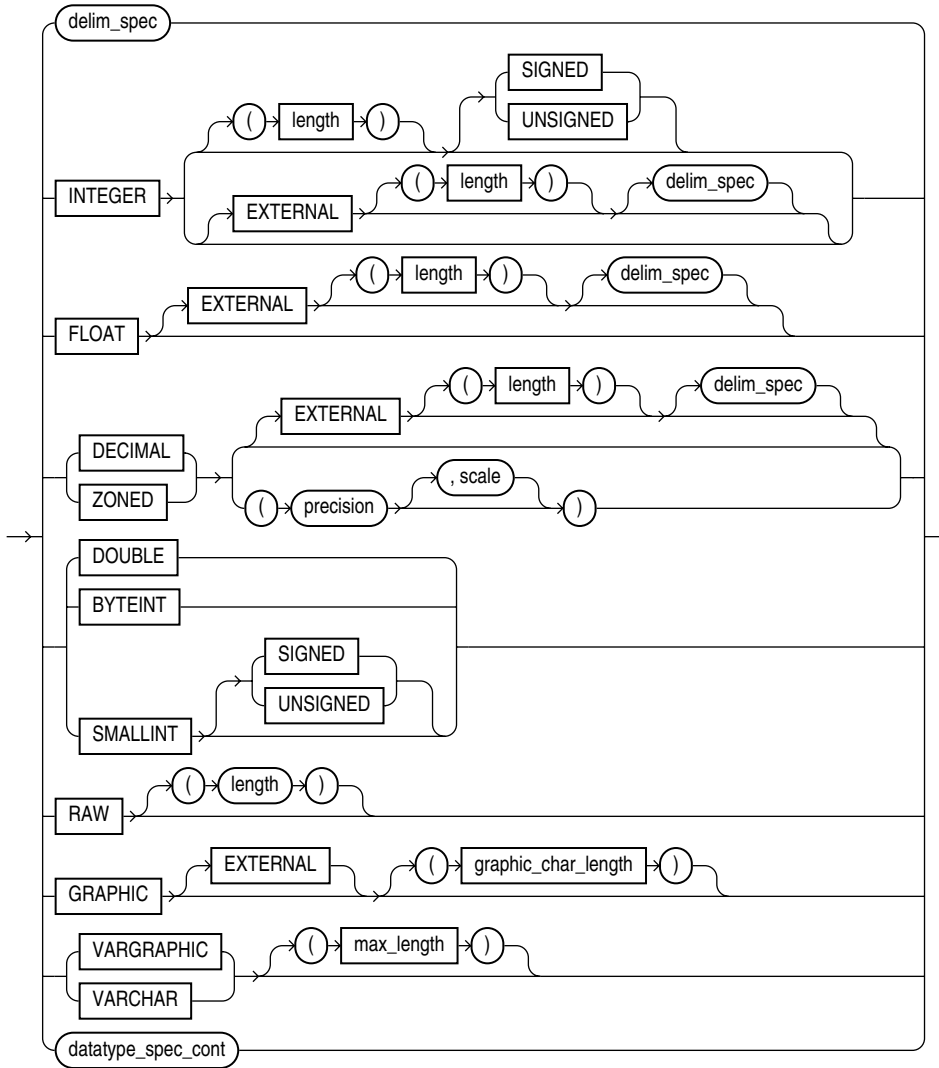 delim_spec
SIGNED
( length )
UNSIGNED
INTEGER
( length ) delim_spec
EXTERNAL
( length ) delim_spec
EXTERNAL
FLOAT
( length ) delim_spec
EXTERNAL
DECIMAL
, scale
ZONED
( precision )
DOUBLE
BYTEINT
SIGNED
UNSIGNED
SMALLINT
( length )
RAW
EXTERNAL ( graphic_char_length )
GRAPHIC
VARGRAPHIC ( max_length )
VARCHAR
datatype_spec_cont